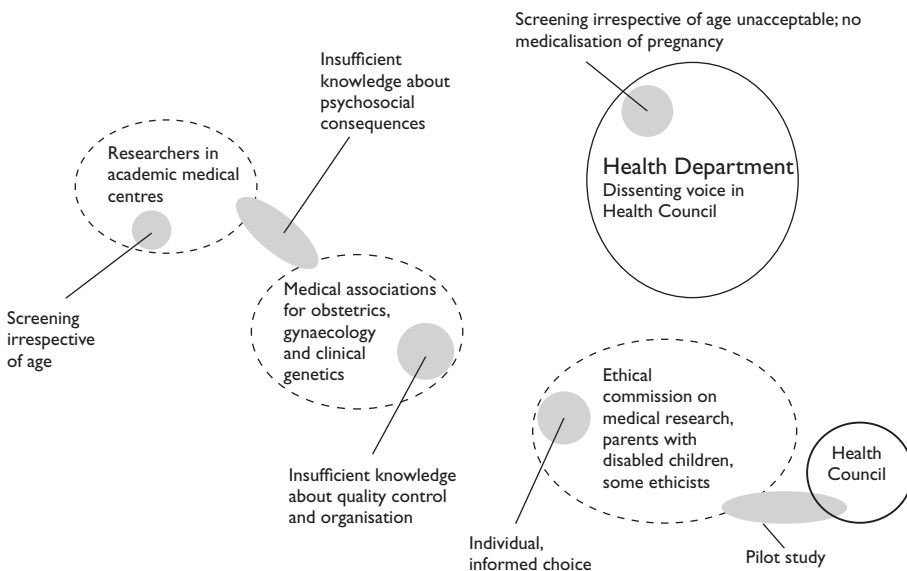 Screening irrespective of age unacceptable; no
medicalisation of pregnancy
Insufficient
knowledge about
psychosocial
consequences
Researchers in
academic medical
centres
Health Department
Dissenting voice in
Health Council
Medical associations
for obstetrics,
gynaecology
and clinical
genetics
Screening
irrespective
of age
Ethical
commission on
medical research,
parents with
disabled children,
some ethicists
Health
Council
Insufficient knowledge
about quality control
and organisation
Individual,
informed choice
Pilot study